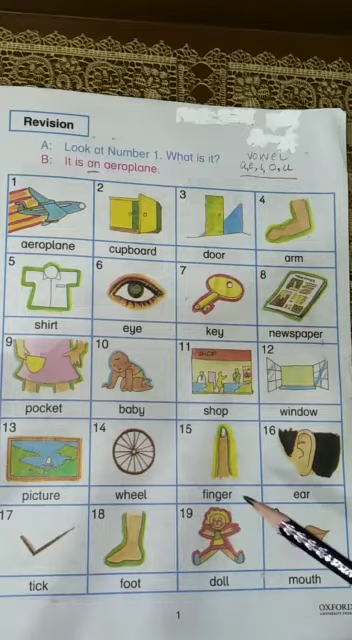 Revision
A: Look at Number 1. What is it?
B: It is an aeroplane.
vowel
a, e, i, o, u
1 2 3 4
aeroplane cupboard door arm
5 6 7 8
shirt eye key newspaper
9 10 11 12
SHOP
pocket baby shop window
13 14 15 16
picture wheel finger ear
17 18 19
tick foot doll mouth
OXFORD
1